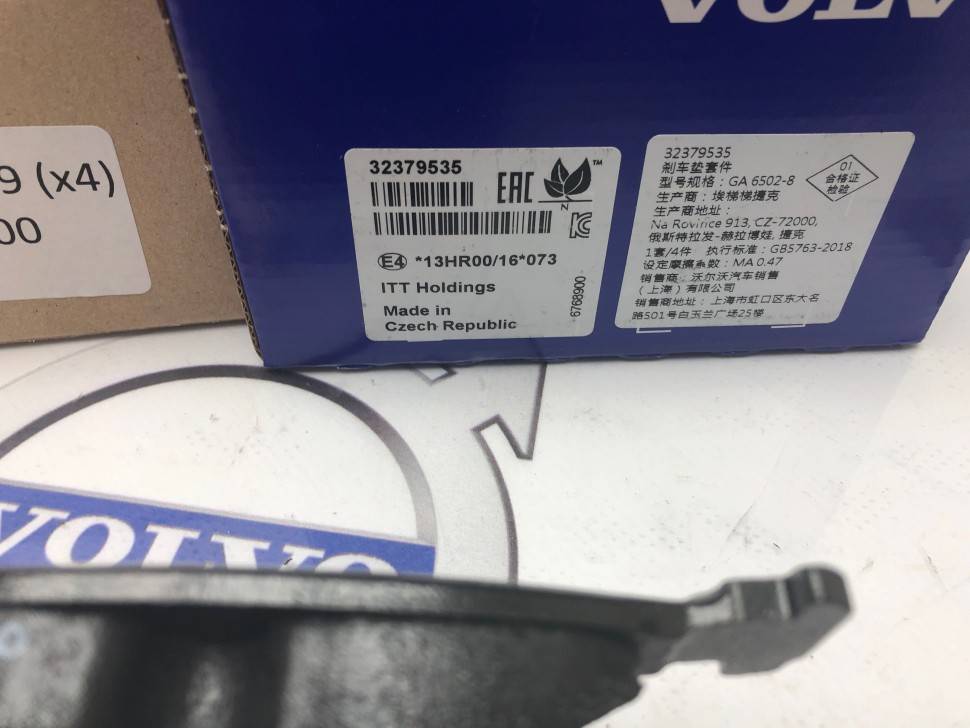 VOLV
9 (x4)
00
32379535
EAC
TM
N
E4 *13HR00/16*073
ITT Holdings
Made in
Czech Republic
6768900
32379535
刹车垫套件
型号规格：GA 6502-8
生产商：埃梯梯捷克
生产商地址：
Na Rovince 913, CZ-72000,
俄斯特拉发-赫拉博娃, 捷克
1套/4件 执行标准：GB5763-2018
设定摩擦系数：MA 0.47
销售商：沃尔沃汽车销售
（上海）有限公司
销售商地址：上海市虹口区东大名
路501号白玉兰广场25楼
01
合格证
检验
VOLVO